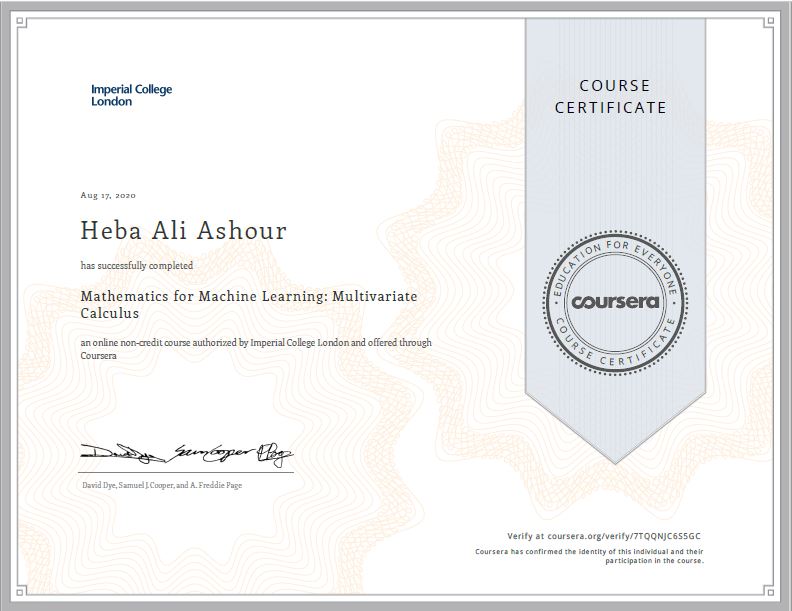 Imperial College
London
COURSE
CERTIFICATE
Aug 17, 2020
Heba Ali Ashour
has successfully completed
Mathematics for Machine Learning: Multivariate
Calculus
an online non-credit course authorized by Imperial College London and offered through
Coursera
EDUCATION FOR EVERYONE
coursera
COURSE CERTIFICATE
David Dye, Samuel J. Cooper, and A. Freddie Page
Verify at coursera.org/verify/7TQQNJC6S5GC
Coursera has confirmed the identity of this individual and their
participation in the course.